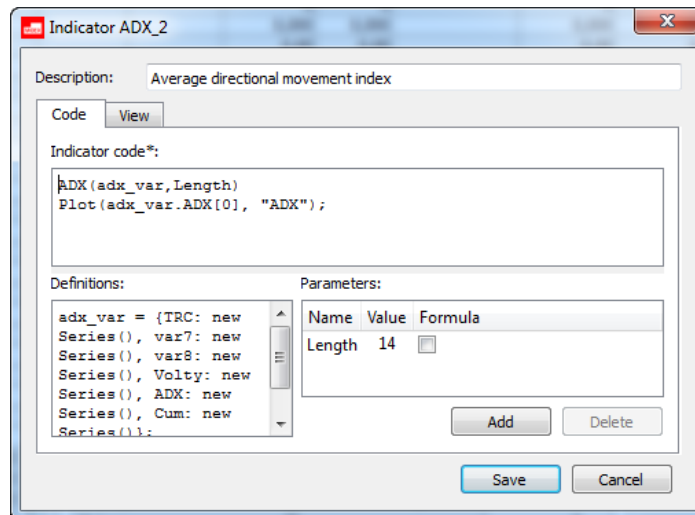 Indicator ADX_2
Description: Average directional movement index
Code View
Indicator code*:
ADX(adx_var,Length)
Plot(adx_var.ADX[0], "ADX");
Definitions:
adx_var = {TRC: new
Series(), var7: new
Series(), var8: new
Series(), Volty: new
Series(), ADX: new
Series(), Cum: new
Series()};
Parameters:
Name Value Formula
Length 14
Add Delete
Save Cancel